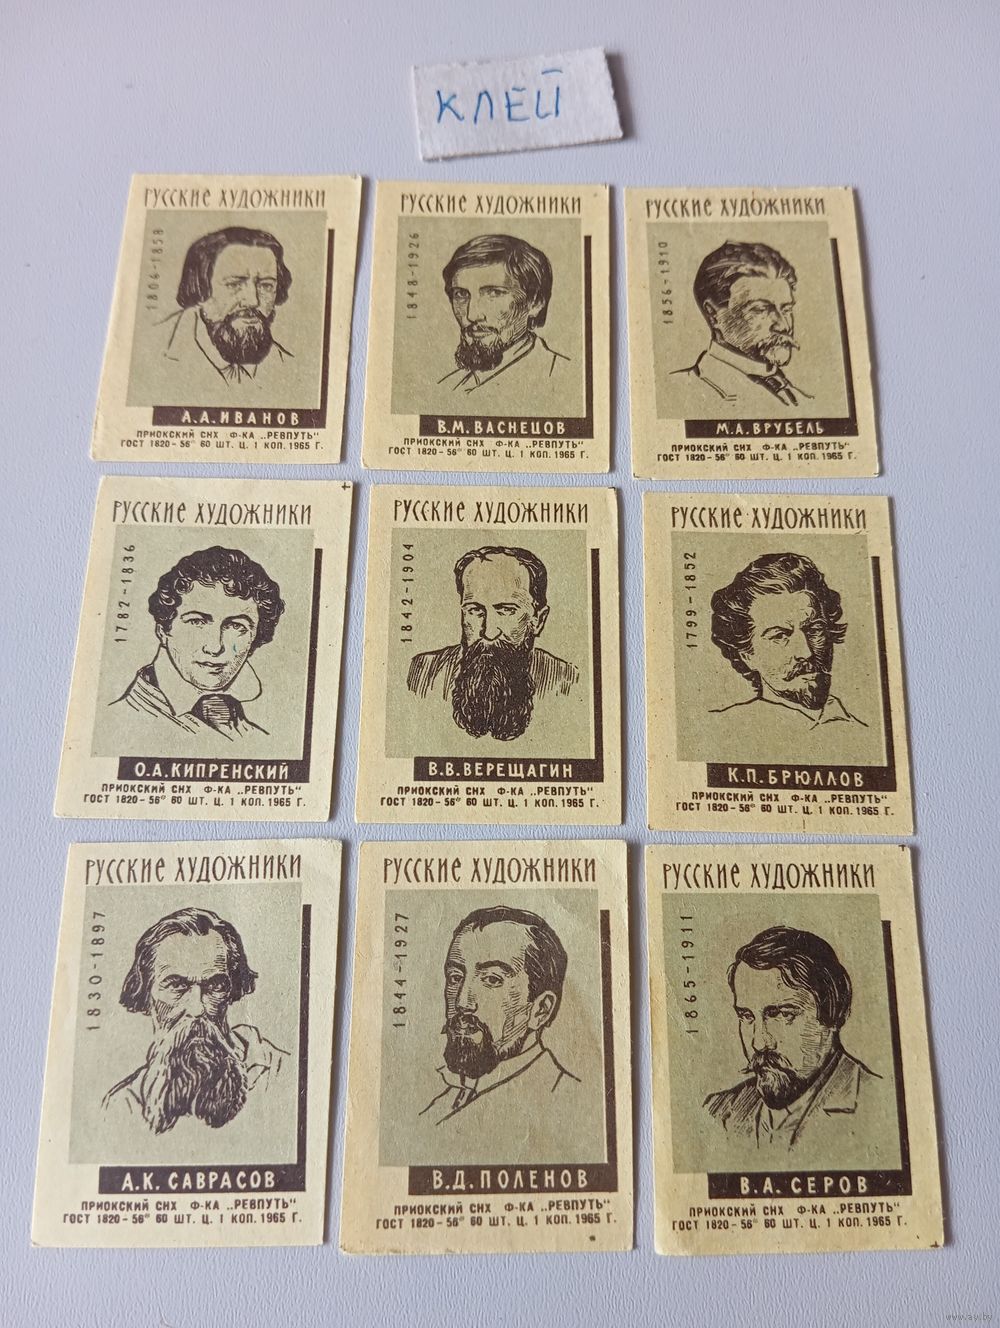 КЛЕЙ
РУССКИЕ ХУДОЖНИКИ
1806-1858
А.А.ИВАНОВ
ПРИОКСКИЙ СНХ Ф-КА „РЕВПУТЬ"
ГОСТ 1820-56° 60 ШТ. Ц. 1 КОП. 1965 Г.
РУССКИЕ ХУДОЖНИКИ
1848-1926
В.М.ВАСНЕЦОВ
ПРИОКСКИЙ СНХ Ф-КА „РЕВПУТЬ"
ГОСТ 1820-56° 60 ШТ. Ц. 1 КОП. 1965 Г.
РУССКИЕ ХУДОЖНИКИ
1856-1910
М.А.ВРУБЕЛЬ
ПРИОКСКИЙ СНХ Ф-КА „РЕВПУТЬ"
ГОСТ 1820-56° 60 ШТ. Ц. 1 КОП. 1965 Г.
РУССКИЕ ХУДОЖНИКИ
1782-1836
О.А.КИПРЕНСКИЙ
ПРИОКСКИЙ СНХ Ф-КА „РЕВПУТЬ"
ГОСТ 1820-56° 60 ШТ. Ц. 1 КОП. 1965 Г.
РУССКИЕ ХУДОЖНИКИ
1842-1904
В.В.ВЕРЕЩАГИН
ПРИОКСКИЙ СНХ Ф-КА „РЕВПУТЬ"
ГОСТ 1820-56° 60 ШТ. Ц. 1 КОП. 1965 Г.
РУССКИЕ ХУДОЖНИКИ
1799-1852
К.П.БРЮЛЛОВ
ПРИОКСКИЙ СНХ Ф-КА „РЕВПУТЬ"
ГОСТ 1820-56° 60 ШТ. Ц. 1 КОП. 1965 Г.
РУССКИЕ ХУДОЖНИКИ
1830-1897
А.К.САВРАСОВ
ПРИОКСКИЙ СНХ Ф-КА „РЕВПУТЬ"
ГОСТ 1820-56° 60 ШТ. Ц. 1 КОП. 1965 Г.
РУССКИЕ ХУДОЖНИКИ
1844-1927
В.Д.ПОЛЕНОВ
ПРИОКСКИЙ СНХ Ф-КА „РЕВПУТЬ"
ГОСТ 1820-56° 60 ШТ. Ц. 1 КОП. 1965 Г.
РУССКИЕ ХУДОЖНИКИ
1865-1911
В.А. СЕРОВ
ПРИОКСКИЙ СНХ Ф-КА „РЕВПУТЬ"
ГОСТ 1820-56° 60 ШТ. Ц. 1 КОП. 1965 Г.
www.ay.by